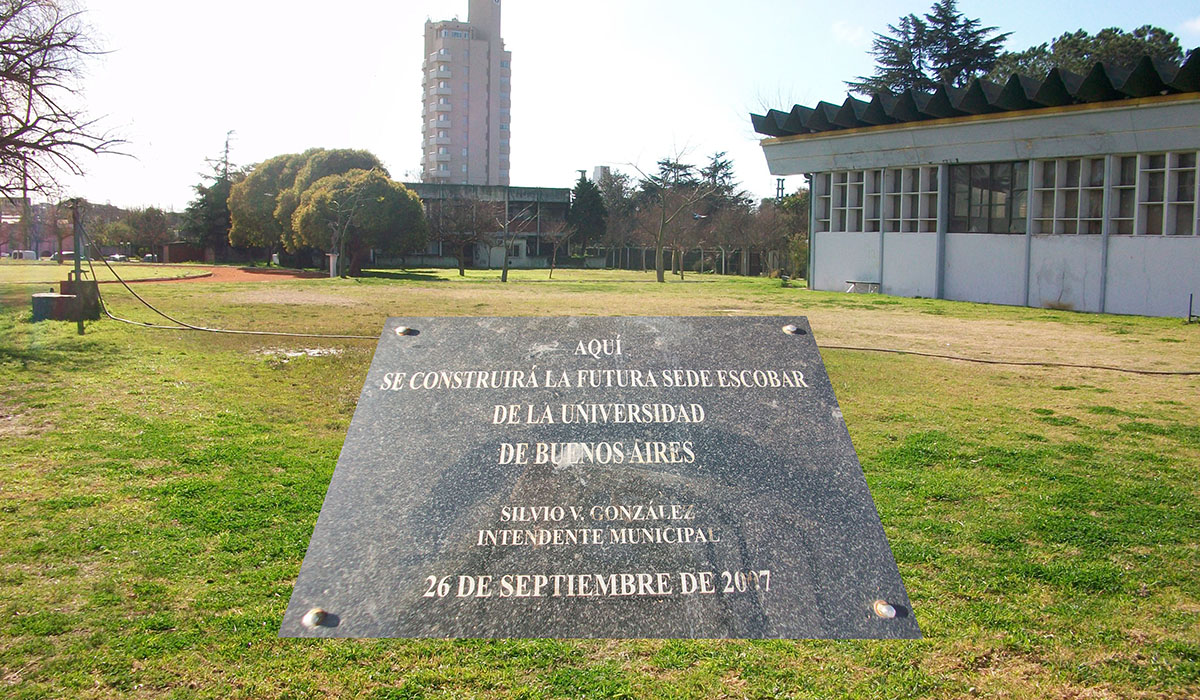 AQUÍ
SE CONSTRUIRÁ LA FUTURA SEDE ESCOBAR
DE LA UNIVERSIDAD
DE BUENOS AIRES
SILVIO V. GONZÁLEZ
INTENDENTE MUNICIPAL
26 DE SEPTIEMBRE DE 2007